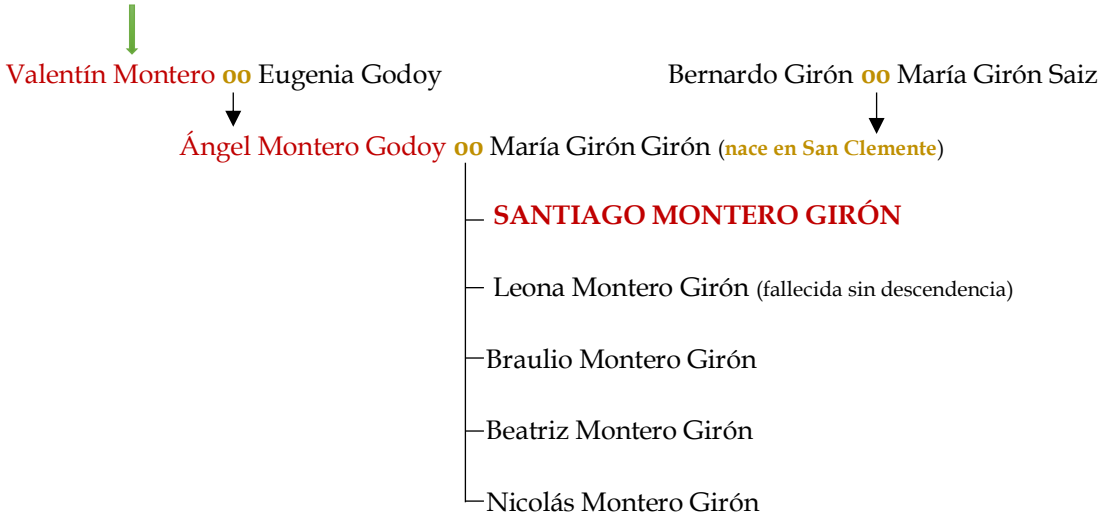 Valentín Montero oo Eugenia Godoy Bernardo Girón oo María Girón Saiz
Ángel Montero Godoy oo María Girón Girón (nace en San Clemente)
SANTIAGO MONTERO GIRÓN
Leona Montero Girón (fallecida sin descendencia)
Braulio Montero Girón
Beatriz Montero Girón
Nicolás Montero Girón